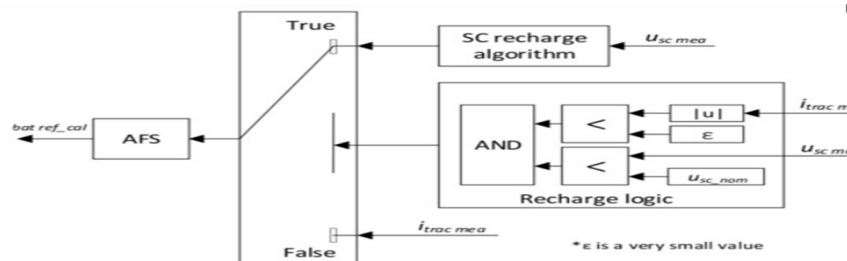 True
SC recharge
algorithm
u_sc mea
bat ref_cal
AFS
AND
<
|u|
i_trac m
ε
<
u_sc m
u_sc_nom
Recharge logic
i_trac mea
False
*ε is a very small value